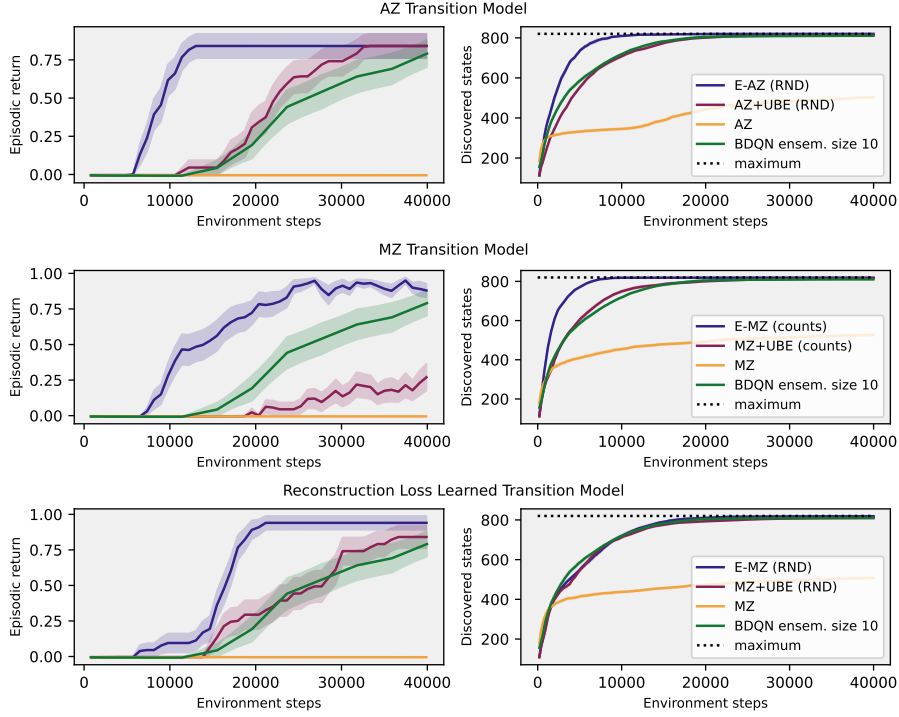 AZ Transition Model
Episodic return
0.75
0.50
0.25
0.00
0 10000 20000 30000 40000
Environment steps
Discovered states
800
600
400
200
E-AZ (RND)
AZ+UBE (RND)
AZ
BDQN ensem. size 10
maximum
0 10000 20000 30000 40000
Environment steps
MZ Transition Model
Episodic return
1.00
0.75
0.50
0.25
0.00
0 10000 20000 30000 40000
Environment steps
Discovered states
800
600
400
200
E-MZ (counts)
MZ+UBE (counts)
MZ
BDQN ensem. size 10
maximum
0 10000 20000 30000 40000
Environment steps
Reconstruction Loss Learned Transition Model
Episodic return
1.00
0.75
0.50
0.25
0.00
0 10000 20000 30000 40000
Environment steps
Discovered states
800
600
400
200
E-MZ (RND)
MZ+UBE (RND)
MZ
BDQN ensem. size 10
maximum
0 10000 20000 30000 40000
Environment steps